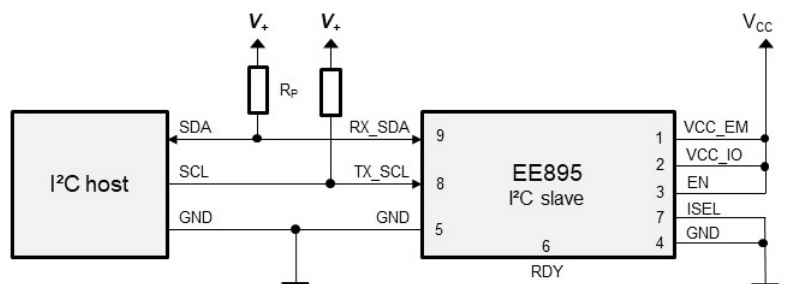 V+ V+ VCC
RP
SDA RX_SDA 9 1 VCC_EM
EE895 2 VCC_IO
I²C host SCL TX_SCL 8 I²C slave 3 EN
7 ISEL
GND GND 5 6 4 GND
RDY